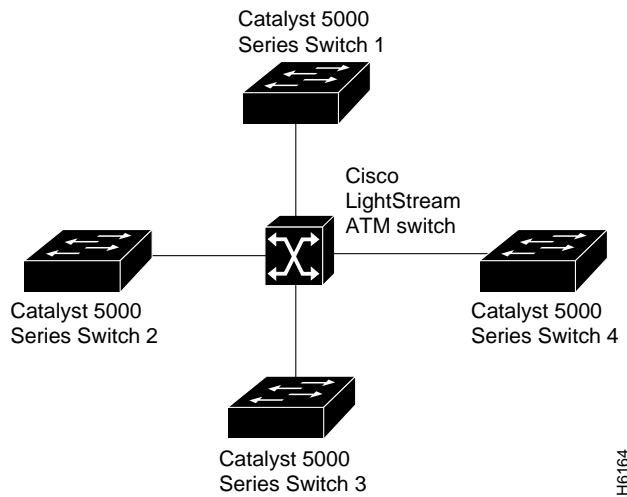 Catalyst 5000
Series Switch 1
Cisco
LightStream
ATM switch
Catalyst 5000
Series Switch 2
Catalyst 5000
Series Switch 4
Catalyst 5000
Series Switch 3
H6164